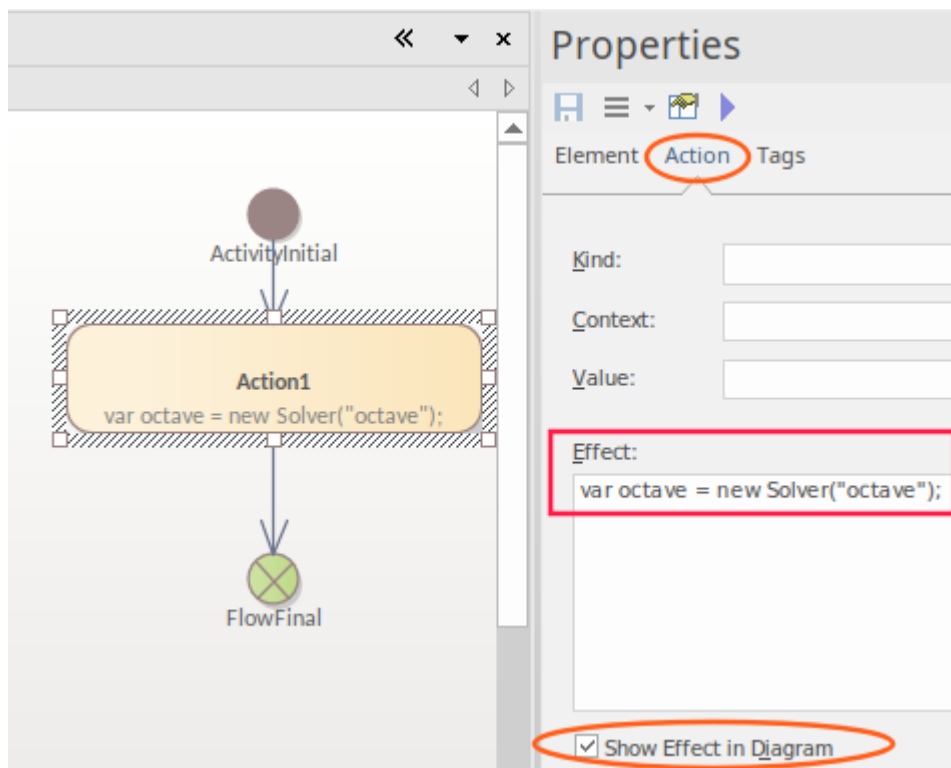 Properties
Element Action Tags
ActivityInitial
Kind:
Context:
Action1
var octave = new Solver("octave");
Value:
Effect:
var octave = new Solver("octave");
FlowFinal
Show Effect in Diagram